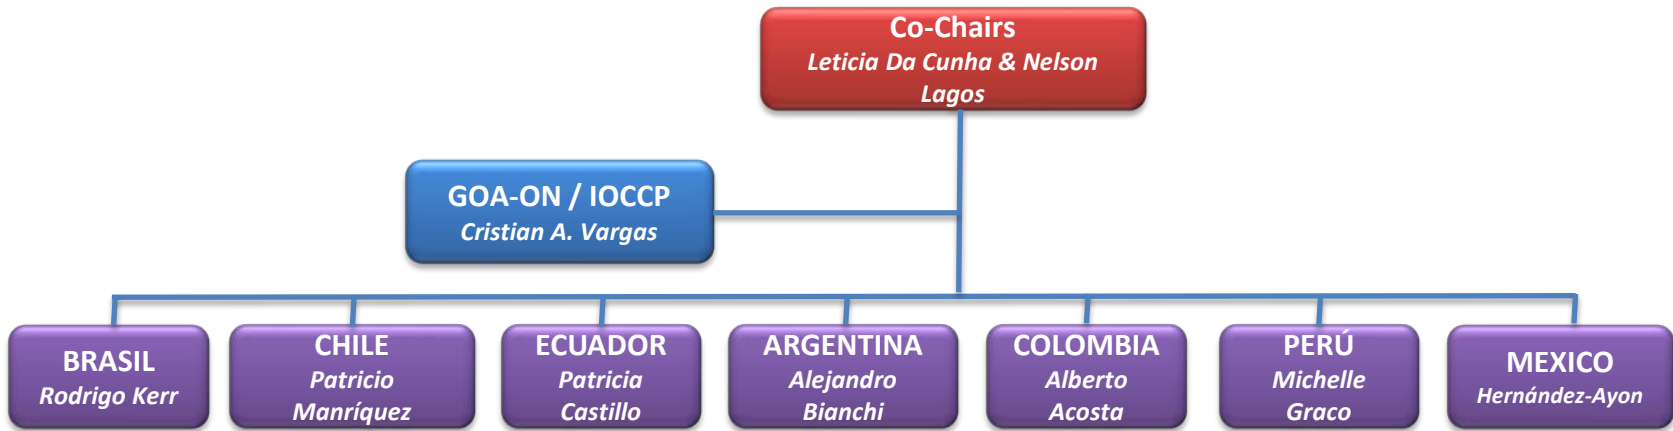 Co-Chairs
Leticia Da Cunha & Nelson
Lagos
GOA-ON / IOCCP
Cristian A. Vargas
BRASIL
Rodrigo Kerr
CHILE
Patricio
Manríquez
ECUADOR
Patricia
Castillo
ARGENTINA
Alejandro
Bianchi
COLOMBIA
Alberto
Acosta
PERÚ
Michelle
Graco
MEXICO
Hernández-Ayon